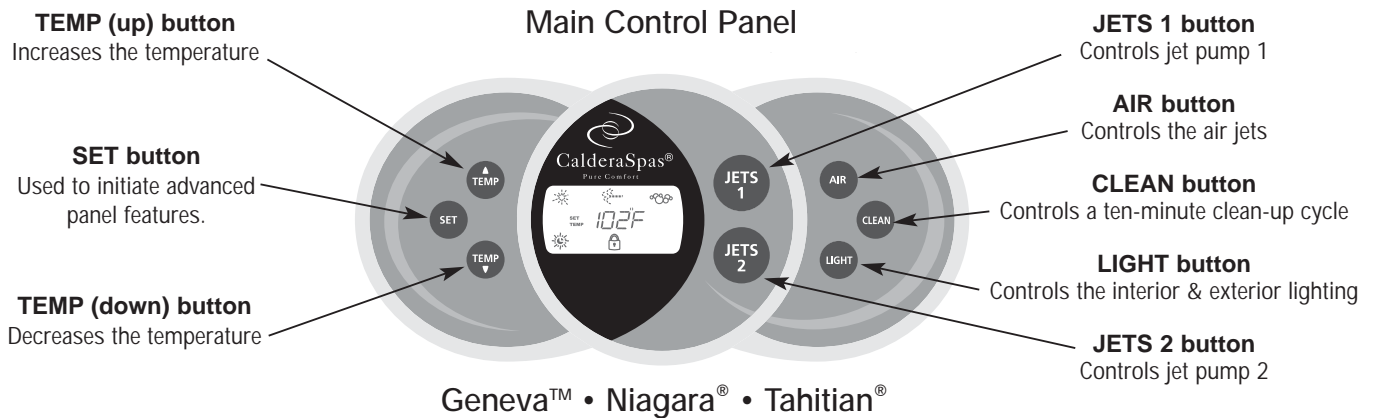 Main Control Panel
TEMP (up) button
Increases the temperature
SET button
Used to initiate advanced
panel features.
TEMP (down) button
Decreases the temperature
TEMP
SET
TEMP
CalderaSpas®
Pure Comfort
SET
TEMP
102°F
JETS
1
JETS
2
AIR
CLEAN
LIGHT
JETS 1 button
Controls jet pump 1
AIR button
Controls the air jets
CLEAN button
Controls a ten-minute clean-up cycle
LIGHT button
Controls the interior & exterior lighting
JETS 2 button
Controls jet pump 2
Geneva™ • Niagara® • Tahitian®